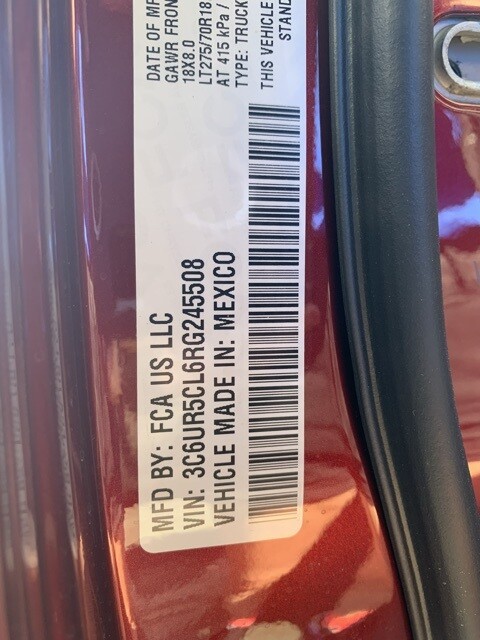 MFD BY: FCA US LLC
VIN: 3C6UR5CL6RG245508
VEHICLE MADE IN: MEXICO
DATE OF
GAWR FRON
18X8.0
LT275/70R18
AT 415 kPa /
TYPE: TRUCK
THIS VEHICLE
STAND